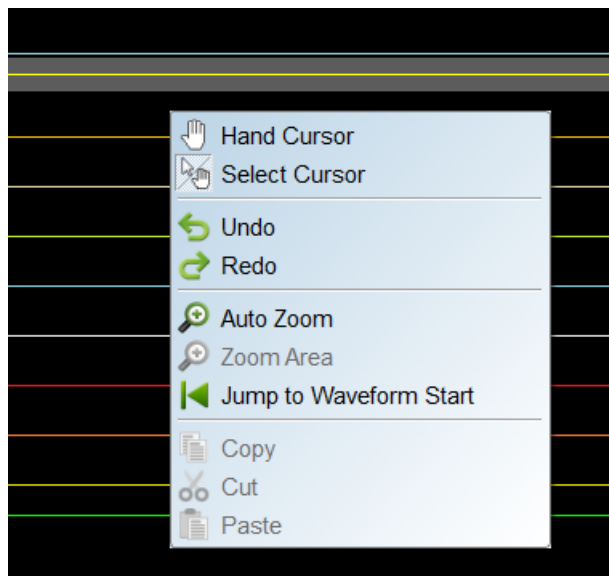 Hand Cursor
Select Cursor
Undo
Redo
Auto Zoom
Zoom Area
Jump to Waveform Start
Copy
Cut
Paste